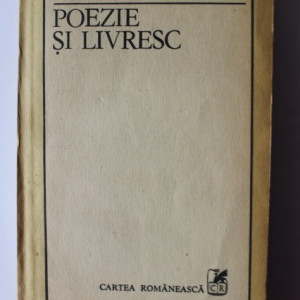 POEZIE
ȘI LIVRESC
CARTEA ROMÂNEASCĂ
CR